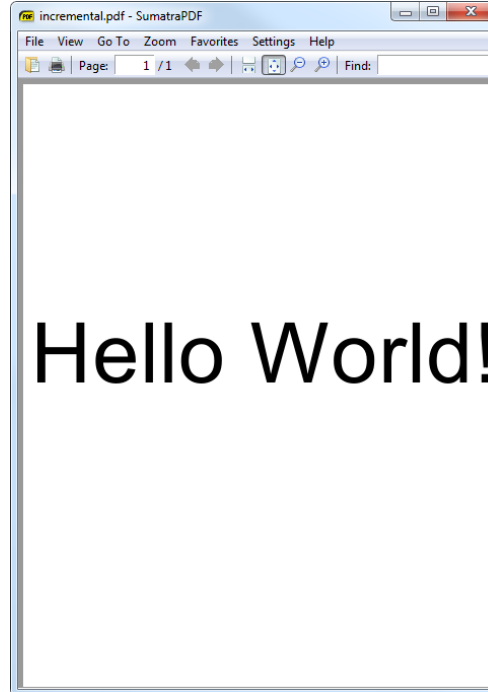 incremental.pdf - SumatraPDF
File View Go To Zoom Favorites Settings Help
Page: 1 / 1 Find:
Hello World!